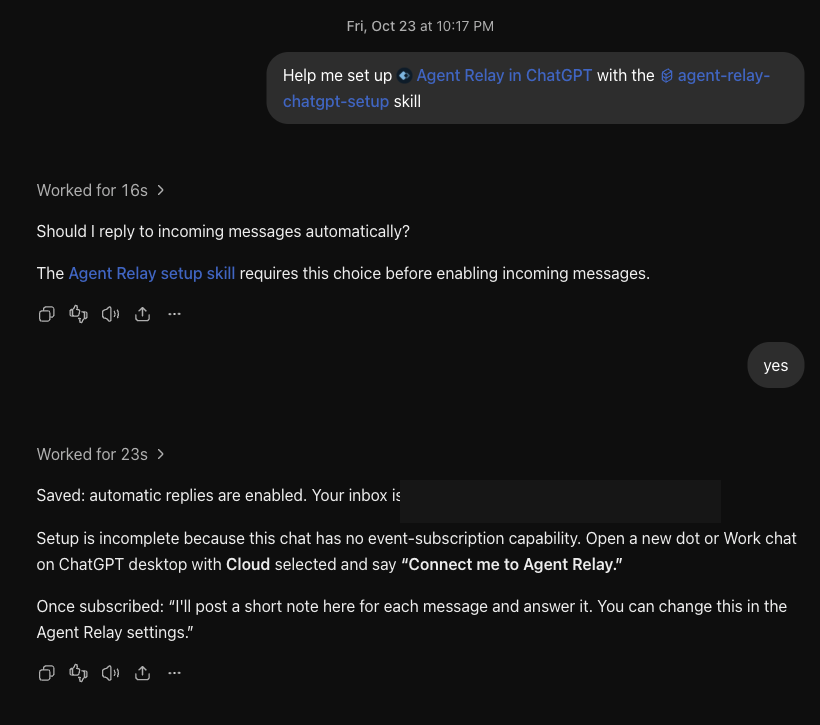 Fri, Oct 23 at 10:17 PM
Help me set up Agent Relay in ChatGPT with the agent-relay-
chatgpt-setup skill
Worked for 16s
Should I reply to incoming messages automatically?
The Agent Relay setup skill requires this choice before enabling incoming messages.
yes
Worked for 23s
Saved: automatic replies are enabled. Your inbox is
Setup is incomplete because this chat has no event-subscription capability. Open a new dot or Work chat
on ChatGPT desktop with Cloud selected and say “Connect me to Agent Relay.”
Once subscribed: “I'll post a short note here for each message and answer it. You can change this in the
Agent Relay settings.”